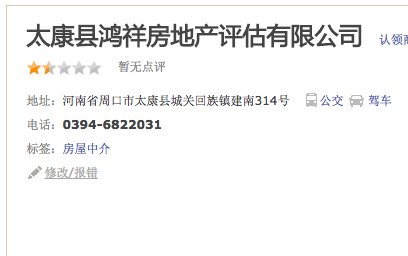 太康县鸿祥房地产评估有限公司 认领商
暂无点评
地址：河南省周口市太康县城关回族镇建南314号 公交 驾车
电话：0394-6822031
标签：房屋中介
修改/报错